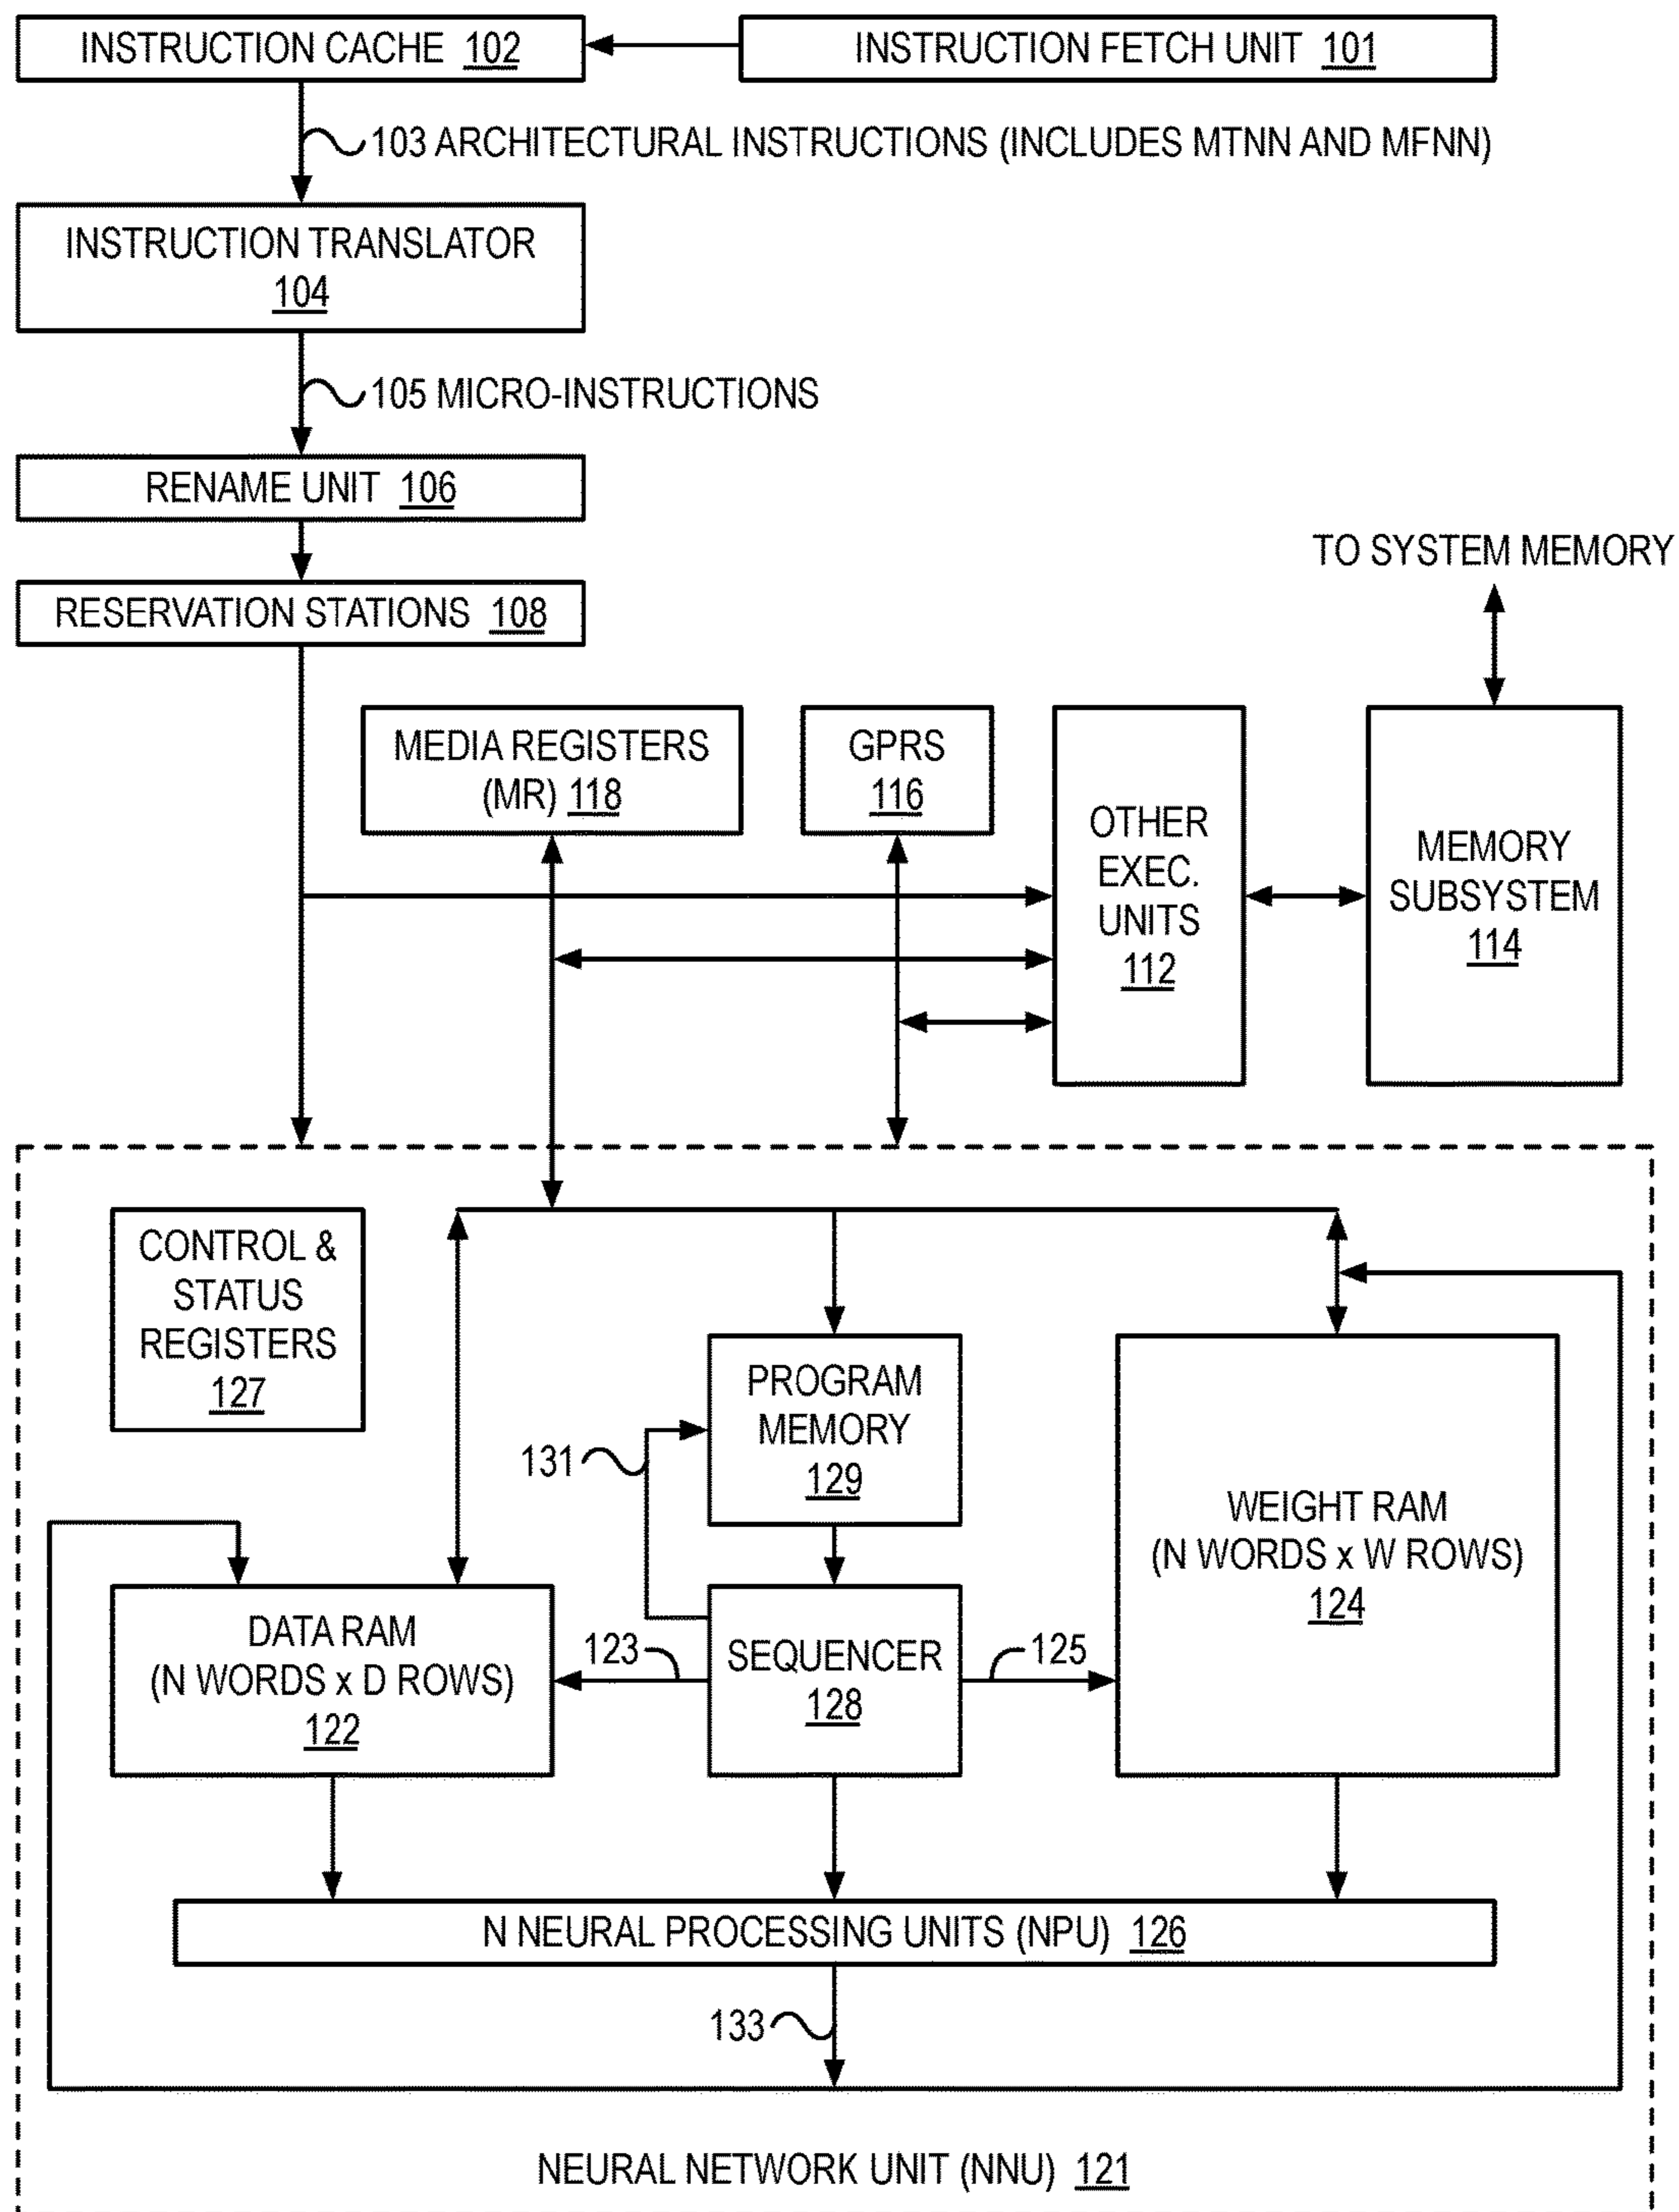 INSTRUCTION CACHE 102
INSTRUCTION FETCH UNIT 101
103 ARCHITECTURAL INSTRUCTIONS (INCLUDES MTNN AND MFNN)
INSTRUCTION TRANSLATOR
104
105 MICRO-INSTRUCTIONS
RENAME UNIT 106
RESERVATION STATIONS 108
TO SYSTEM MEMORY
MEDIA REGISTERS
(MR) 118
GPRS
116
OTHER
EXEC.
UNITS
112
MEMORY
SUBSYSTEM
114
CONTROL &
STATUS
REGISTERS
127
PROGRAM
MEMORY
129
131
WEIGHT RAM
(N WORDS x W ROWS)
124
DATA RAM
(N WORDS x D ROWS)
122
123
SEQUENCER
128
125
N NEURAL PROCESSING UNITS (NPU) 126
133
NEURAL NETWORK UNIT (NNU) 121